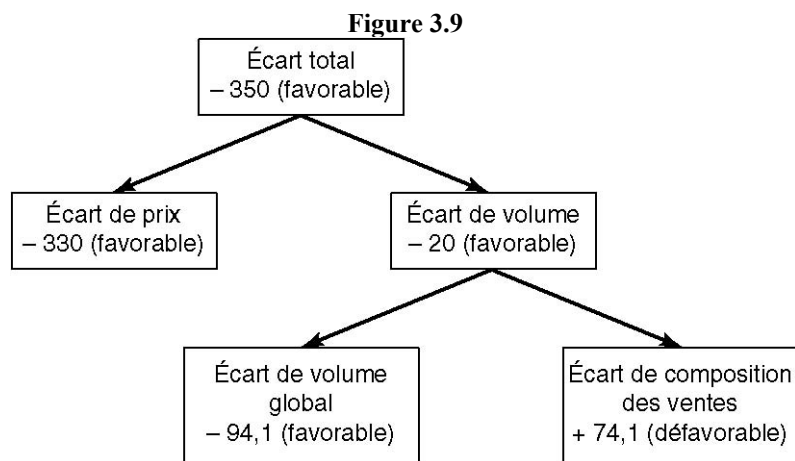 Figure 3.9
Écart total
– 350 (favorable)
Écart de prix
– 330 (favorable)
Écart de volume
– 20 (favorable)
Écart de volume
global
– 94,1 (favorable)
Écart de composition
des ventes
+ 74,1 (défavorable)